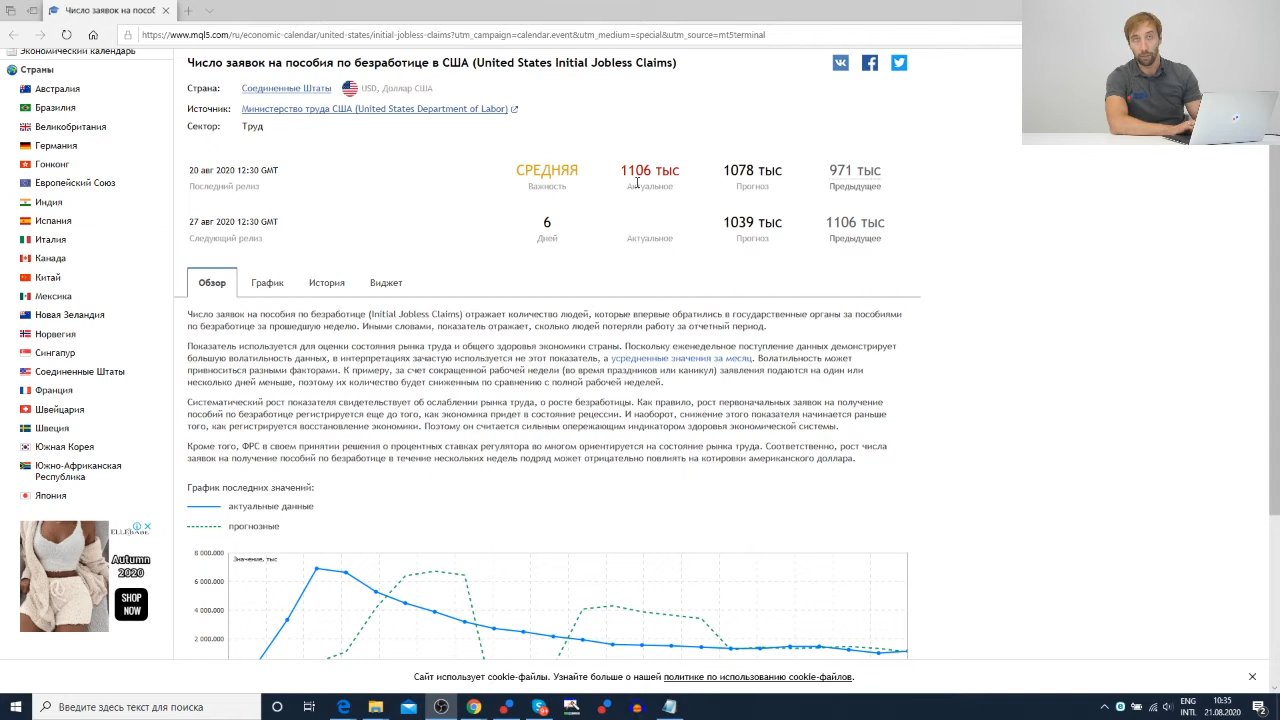 Число заявок на посо
https://www.mql5.com/ru/economic-calendar/united-states/initial-jobless-claims?utm_campaign=calendar.event&utm_medium=special&utm_source=mt5terminal
Экономический календарь
Страны
Австралия
Бразилия
Великобритания
Германия
Гонконг
Европейский Союз
Индия
Испания
Италия
Канада
Китай
Мексика
Новая Зеландия
Норвегия
Сингапур
Соединенные Штаты
Франция
Швейцария
Швеция
Южная Корея
Южно-Африканская
Республика
Япония
ELLE
Autumn
2020
SHOP
NOW
Число заявок на пособия по безработице в США (United States Initial Jobless Claims)
Страна: Соединенные Штаты USD, Доллар США
Источник: Министерство труда США (United States Department of Labor)
Сектор: Труд
20 авг 2020 12:30 GMT СРЕДНЯЯ 1106 тыс 1078 тыс 971 тыс
Последний релиз Важность Актуальное Прогноз Предыдущее
27 авг 2020 12:30 GMT 6 1039 тыс 1106 тыс
Следующий релиз Дней Актуальное Прогноз Предыдущее
Обзор График История Виджет
Число заявок на пособия по безработице (Initial Jobless Claims) отражает количество людей, которые впервые обратились в государственные органы за пособиями
по безработице за прошедшую неделю. Иными словами, показатель отражает, сколько людей потеряли работу за отчетный период.
Показатель используется для оценки состояния рынка труда и общего здоровья экономики страны. Поскольку еженедельное поступление данных демонстрирует
большую волатильность данных, в интерпретациях зачастую используется не этот показатель, а усредненные значения за месяц. Волатильность может
привноситься разными факторами. К примеру, за счет сокращенной рабочей недели (во время праздников или каникул) заявления подаются на один или
несколько дней меньше, поэтому их количество будет сниженным по сравнению с полной рабочей неделей.
Систематический рост показателя свидетельствует об ослаблении рынка труда, о росте безработицы. Как правило, рост первоначальных заявок на получение
пособий по безработице регистрируется еще до того, как экономика придет в состояние рецессии. И наоборот, снижение этого показателя начинается раньше
того, как регистрируется восстановление экономики. Поэтому он считается сильным опережающим индикатором здоровья экономической системы.
Кроме того, ФРС в своем принятии решения о процентных ставках регулятора во многом ориентируется на состояние рынка труда. Соответственно, рост числа
заявок на получение пособий по безработице в течение нескольких недель подряд может отрицательно повлиять на котировки американского доллара.
График последних значений:
актуальные данные
прогнозные
Значение, тыс
8 000.000
6 000.000
4 000.000
2 000.000
Сайт использует cookie-файлы. Узнайте больше о нашей политике по использованию cookie-файлов.
Введите здесь текст для поиска
ENG 10:35
INTL 21.08.2020